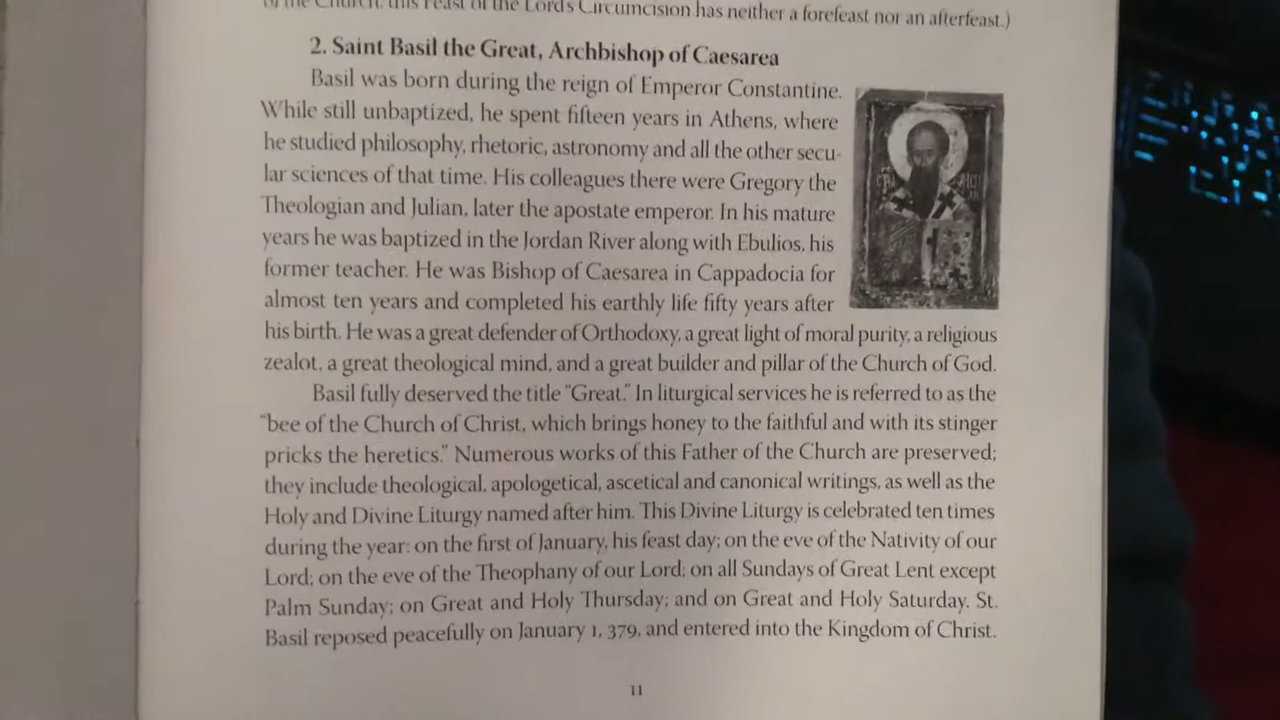 of the Church, this Feast of the Lord's Circumcision has neither a forefeast nor an afterfeast.)
2. Saint Basil the Great, Archbishop of Caesarea
Basil was born during the reign of Emperor Constantine.
While still unbaptized, he spent fifteen years in Athens, where
he studied philosophy, rhetoric, astronomy and all the other secu-
lar sciences of that time. His colleagues there were Gregory the
Theologian and Julian, later the apostate emperor. In his mature
years he was baptized in the Jordan River along with Ebulios, his
former teacher. He was Bishop of Caesarea in Cappadocia for
almost ten years and completed his earthly life fifty years after
his birth. He was a great defender of Orthodoxy, a great light of moral purity, a religious
zealot, a great theological mind, and a great builder and pillar of the Church of God.
Basil fully deserved the title “Great.” In liturgical services he is referred to as the
“bee of the Church of Christ, which brings honey to the faithful and with its stinger
pricks the heretics.” Numerous works of this Father of the Church are preserved;
they include theological, apologetical, ascetical and canonical writings, as well as the
Holy and Divine Liturgy named after him. This Divine Liturgy is celebrated ten times
during the year: on the first of January, his feast day; on the eve of the Nativity of our
Lord; on the eve of the Theophany of our Lord; on all Sundays of Great Lent except
Palm Sunday; on Great and Holy Thursday; and on Great and Holy Saturday. St.
Basil reposed peacefully on January 1, 379, and entered into the Kingdom of Christ.
11